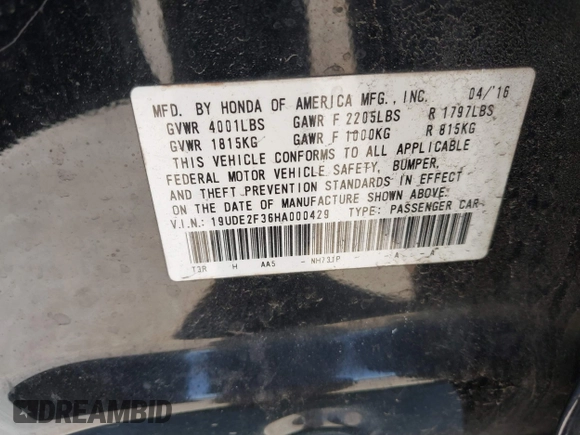 MFD. BY HONDA OF AMERICA MFG., INC. 04/'16
GVWR 4001LBS GAWR F 2205LBS R 1797LBS
GVWR 1815KG GAWR F 1000KG R 815KG
THIS VEHICLE CONFORMS TO ALL APPLICABLE
FEDERAL MOTOR VEHICLE SAFETY, BUMPER,
AND THEFT PREVENTION STANDARDS IN EFFECT
ON THE DATE OF MANUFACTURE SHOWN ABOVE.
V.I.N.: 19UDE2F36HA000429 TYPE: PASSENGER CAR
T3R H AA5 - NH731P - A - A
DREAMBID